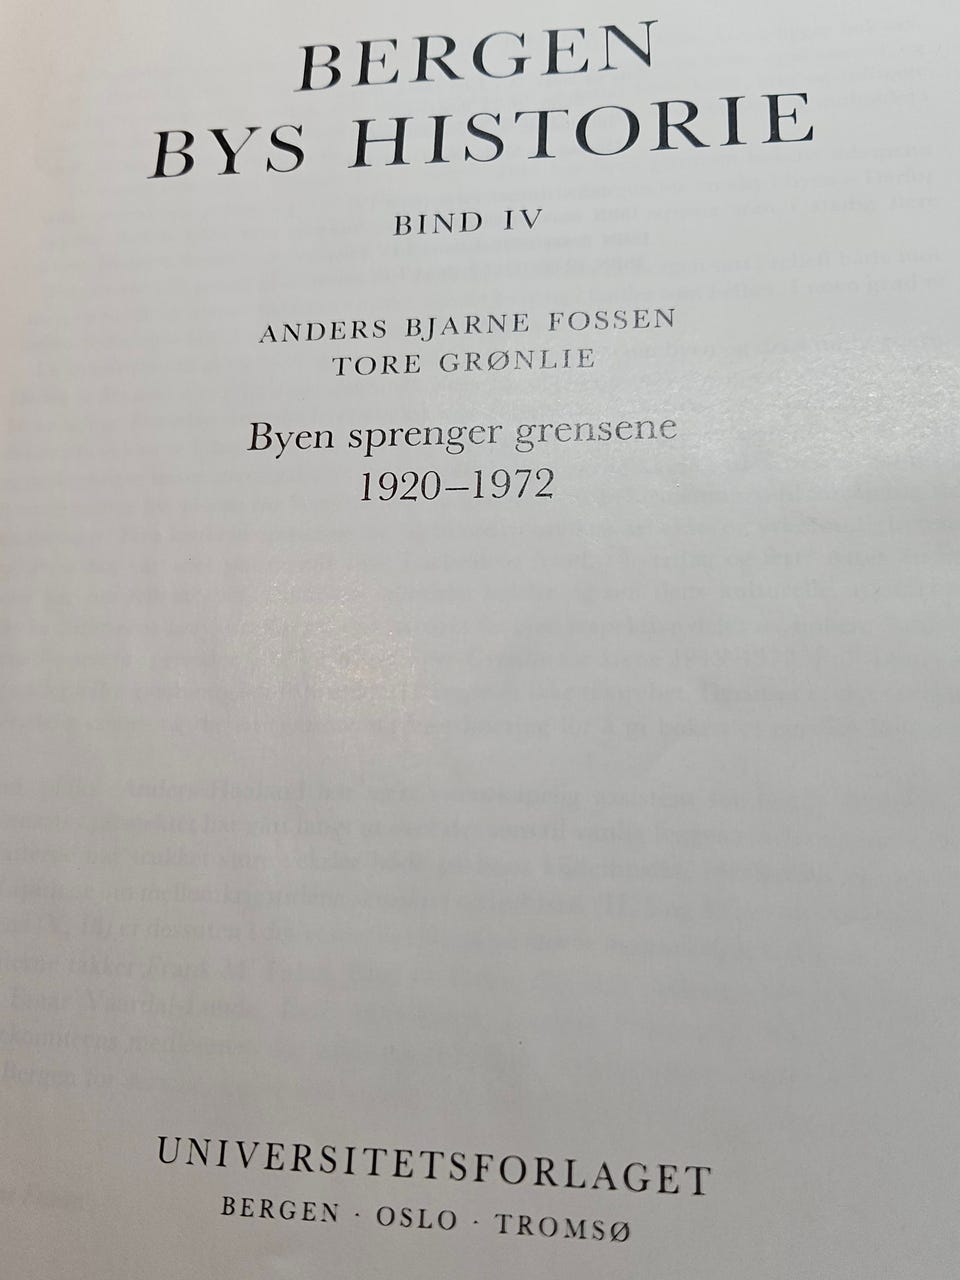 BERGEN
BYS HISTORIE
BIND IV
ANDERS BJARNE FOSSEN
TORE GRØNLIE
Byen sprenger grensene
1920–1972
UNIVERSITETSFORLAGET
BERGEN · OSLO · TROMSØ